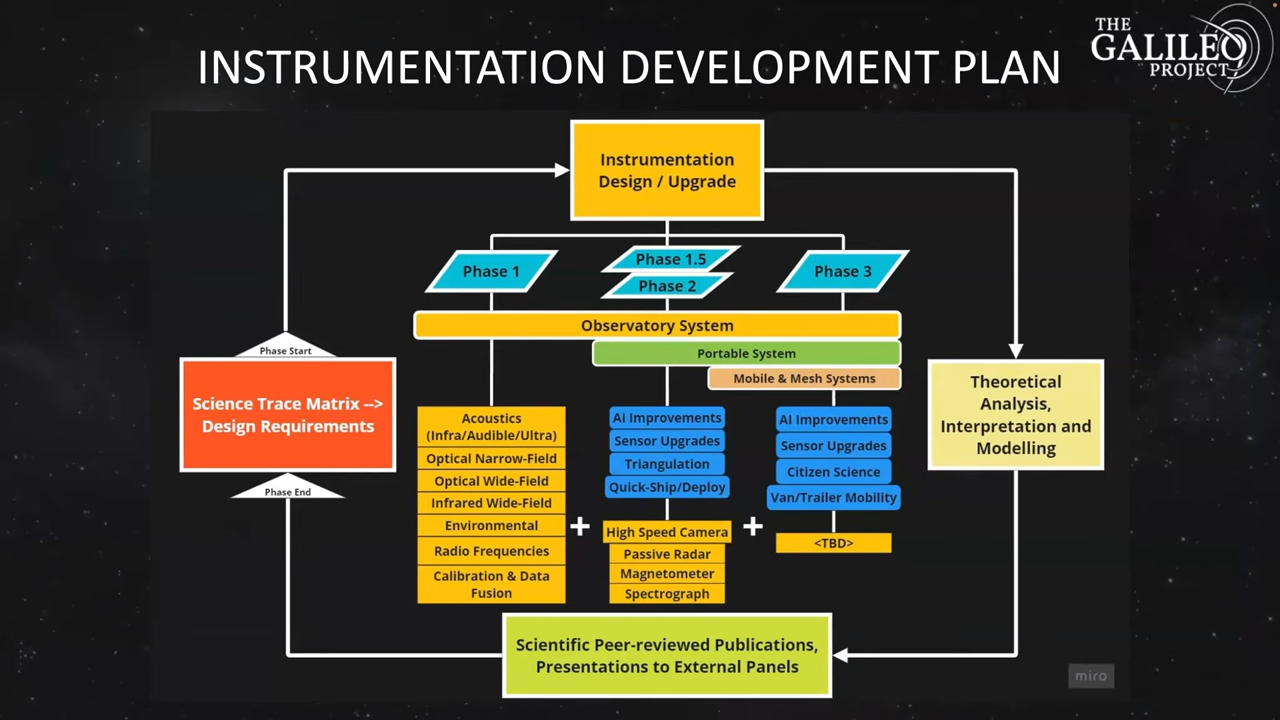 THE
GALILEO
PROJECT
INSTRUMENTATION DEVELOPMENT PLAN
Instrumentation
Design / Upgrade
Phase 1
Phase 1.5
Phase 2
Phase 3
Observatory System
Portable System
Mobile & Mesh Systems
Phase Start
Science Trace Matrix -->
Design Requirements
Phase End
Theoretical
Analysis,
Interpretation and
Modelling
Acoustics
(Infra/Audible/Ultra)
Optical Narrow-Field
Optical Wide-Field
Infrared Wide-Field
Environmental
Radio Frequencies
Calibration & Data
Fusion
+
AI Improvements
Sensor Upgrades
Triangulation
Quick-Ship/Deploy
High Speed Camera
Passive Radar
Magnetometer
Spectrograph
+
AI Improvements
Sensor Upgrades
Citizen Science
Van/Trailer Mobility
<TBD>
Scientific Peer-reviewed Publications,
Presentations to External Panels
miro